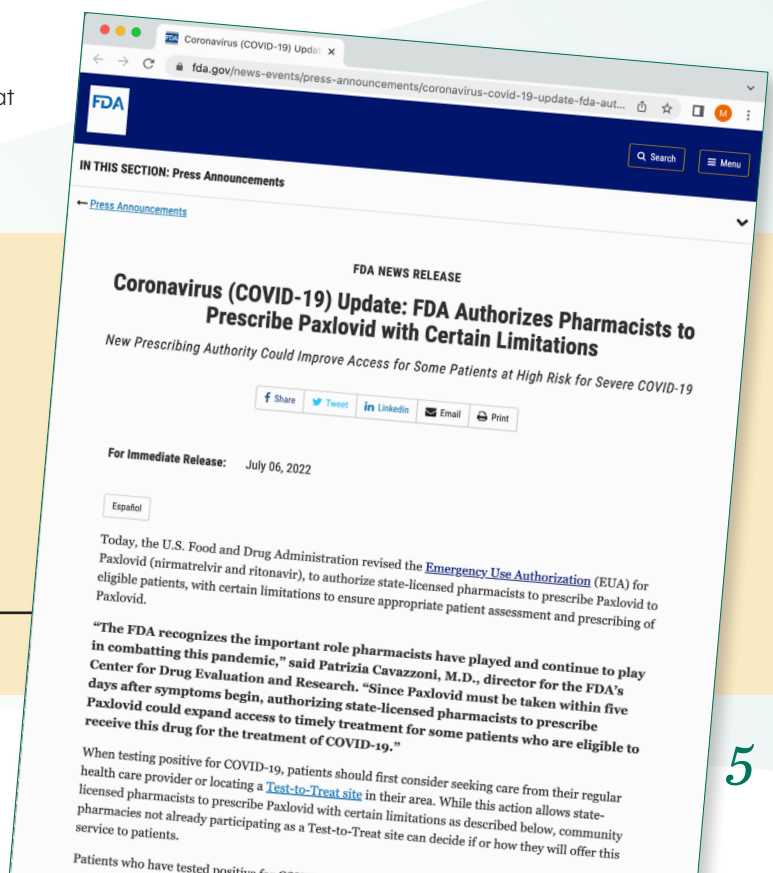 at
Coronavirus (COVID-19) Updat
fda.gov/news-events/press-announcements/coronavirus-covid-19-update-fda-aut...
M
FDA
Search
Menu
IN THIS SECTION: Press Announcements
← Press Announcements
FDA NEWS RELEASE
Coronavirus (COVID-19) Update: FDA Authorizes Pharmacists to
Prescribe Paxlovid with Certain Limitations
New Prescribing Authority Could Improve Access for Some Patients at High Risk for Severe COVID-19
Share Tweet Linkedin Email Print
For Immediate Release: July 06, 2022
Español
Today, the U.S. Food and Drug Administration revised the Emergency Use Authorization (EUA) for
Paxlovid (nirmatrelvir and ritonavir), to authorize state-licensed pharmacists to prescribe Paxlovid to
eligible patients, with certain limitations to ensure appropriate patient assessment and prescribing of
Paxlovid.
“The FDA recognizes the important role pharmacists have played and continue to play
in combatting this pandemic,” said Patrizia Cavazzoni, M.D., director for the FDA’s
Center for Drug Evaluation and Research. “Since Paxlovid must be taken within five
days after symptoms begin, authorizing state-licensed pharmacists to prescribe
Paxlovid could expand access to timely treatment for some patients who are eligible to
receive this drug for the treatment of COVID-19.”
When testing positive for COVID-19, patients should first consider seeking care from their regular
health care provider or locating a Test-to-Treat site in their area. While this action allows state-
licensed pharmacists to prescribe Paxlovid with certain limitations as described below, community
pharmacies not already participating as a Test-to-Treat site can decide if or how they will offer this
service to patients.
Patients who have tested positive
5